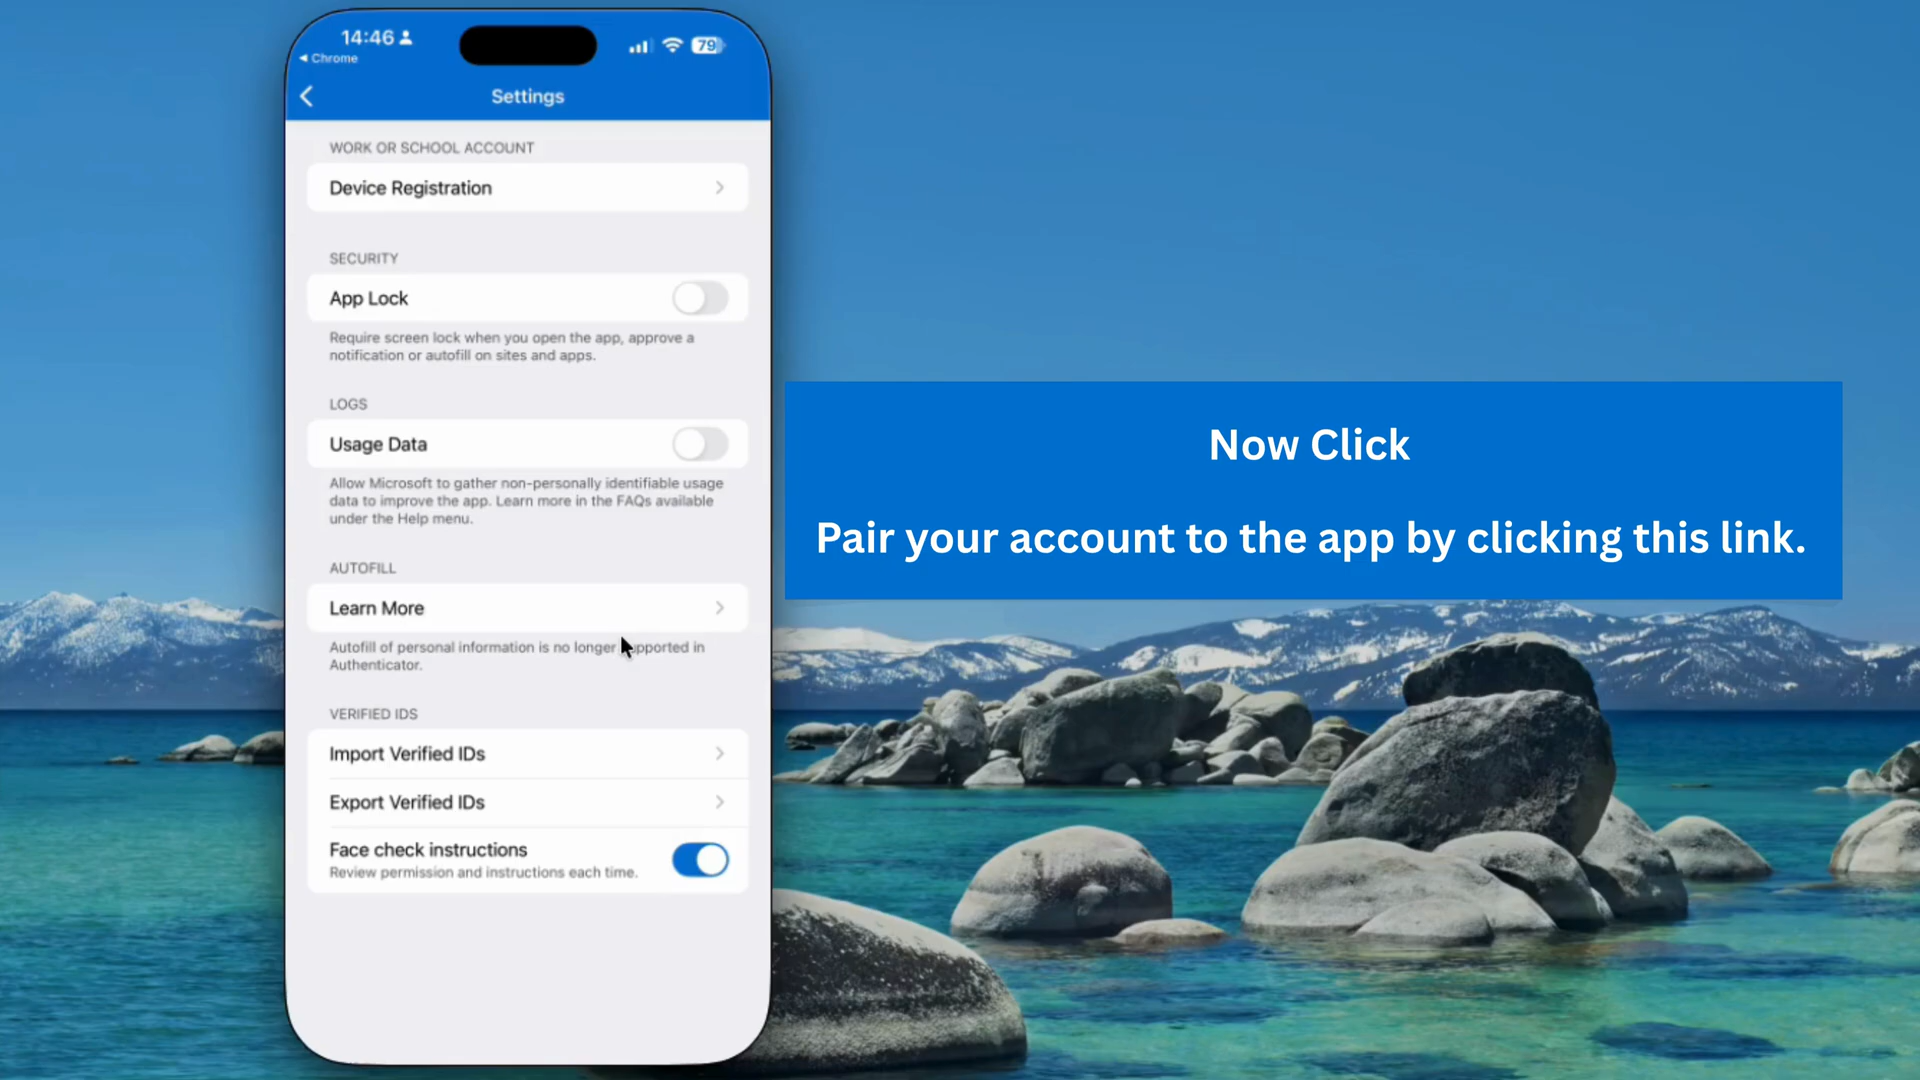 14:46
79
Chrome
Settings
WORK OR SCHOOL ACCOUNT
Device Registration
SECURITY
App Lock
Require screen lock when you open the app, approve a
notification or autofill on sites and apps.
LOGS
Usage Data
Allow Microsoft to gather non-personally identifiable usage
data to improve the app. Learn more in the FAQs available
under the Help menu.
AUTOFILL
Learn More
Autofill of personal information is no longer supported in
Authenticator.
VERIFIED IDS
Import Verified IDs
Export Verified IDs
Face check instructions
Review permission and instructions each time.
Now Click
Pair your account to the app by clicking this link.